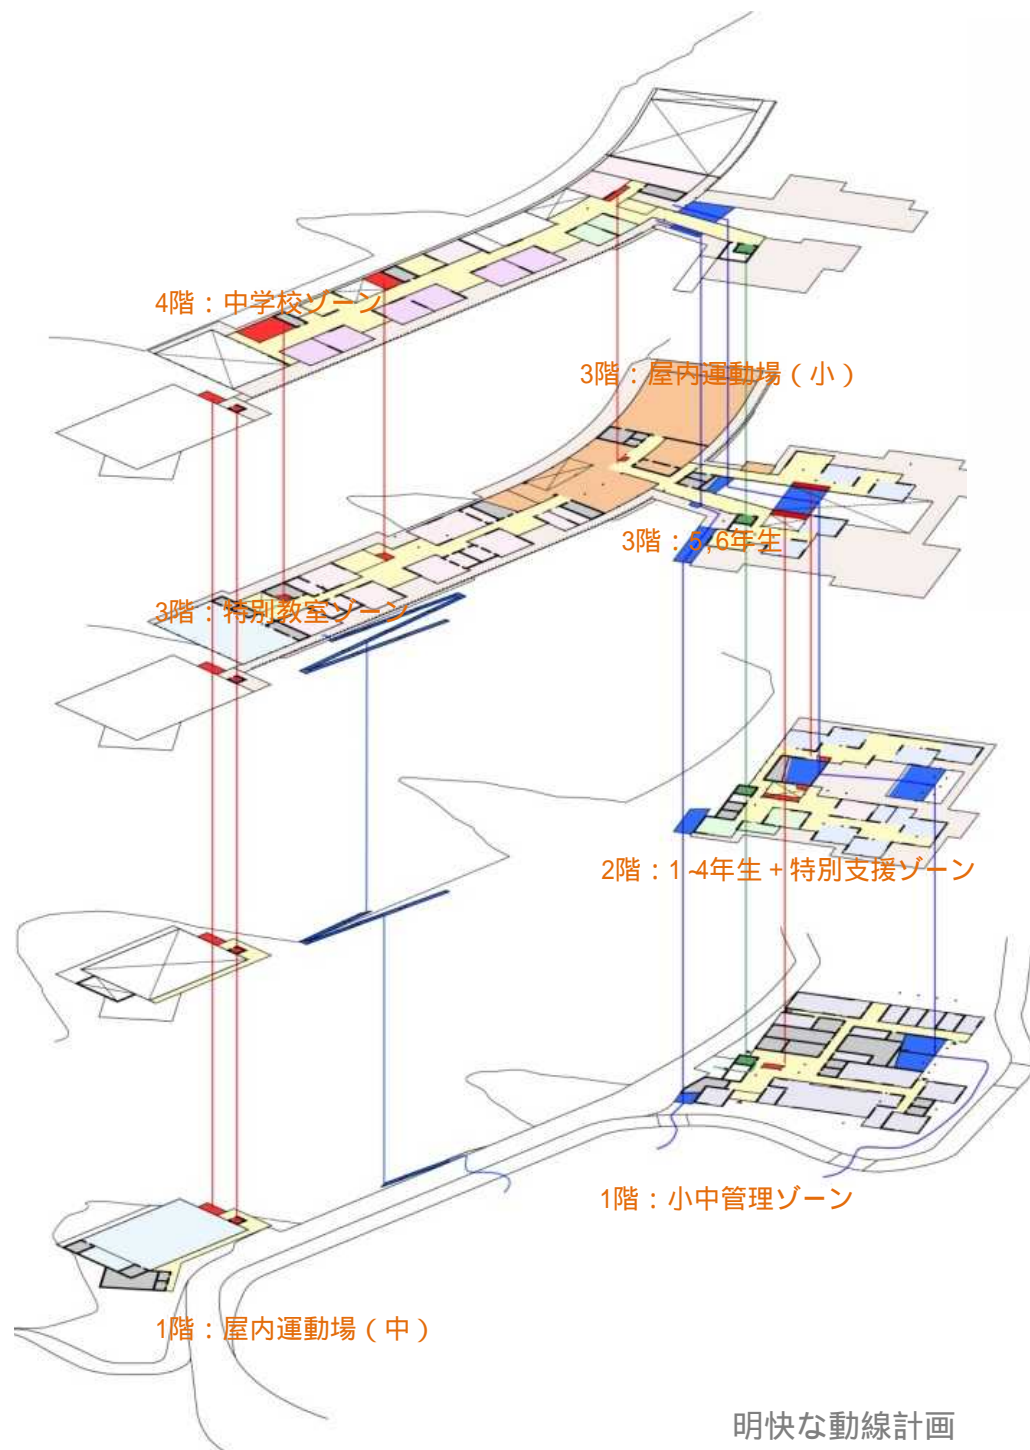 4階：中学校ゾーン
3階：屋内運動場（小）
3階：5,6年生
3階：特別教室ゾーン
2階：1-4年生+特別支援ゾーン
1階：小中管理ゾーン
1階：屋内運動場（中）
明快な動線計画